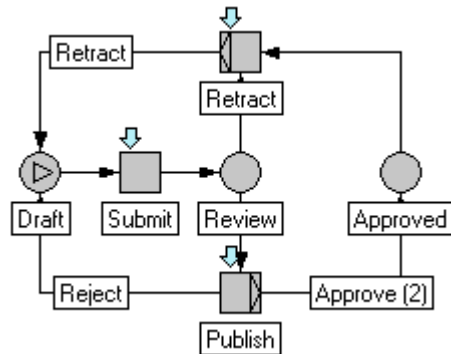 Retract
Retract
Draft
Submit
Review
Approved
Reject
Approve (2)
Publish